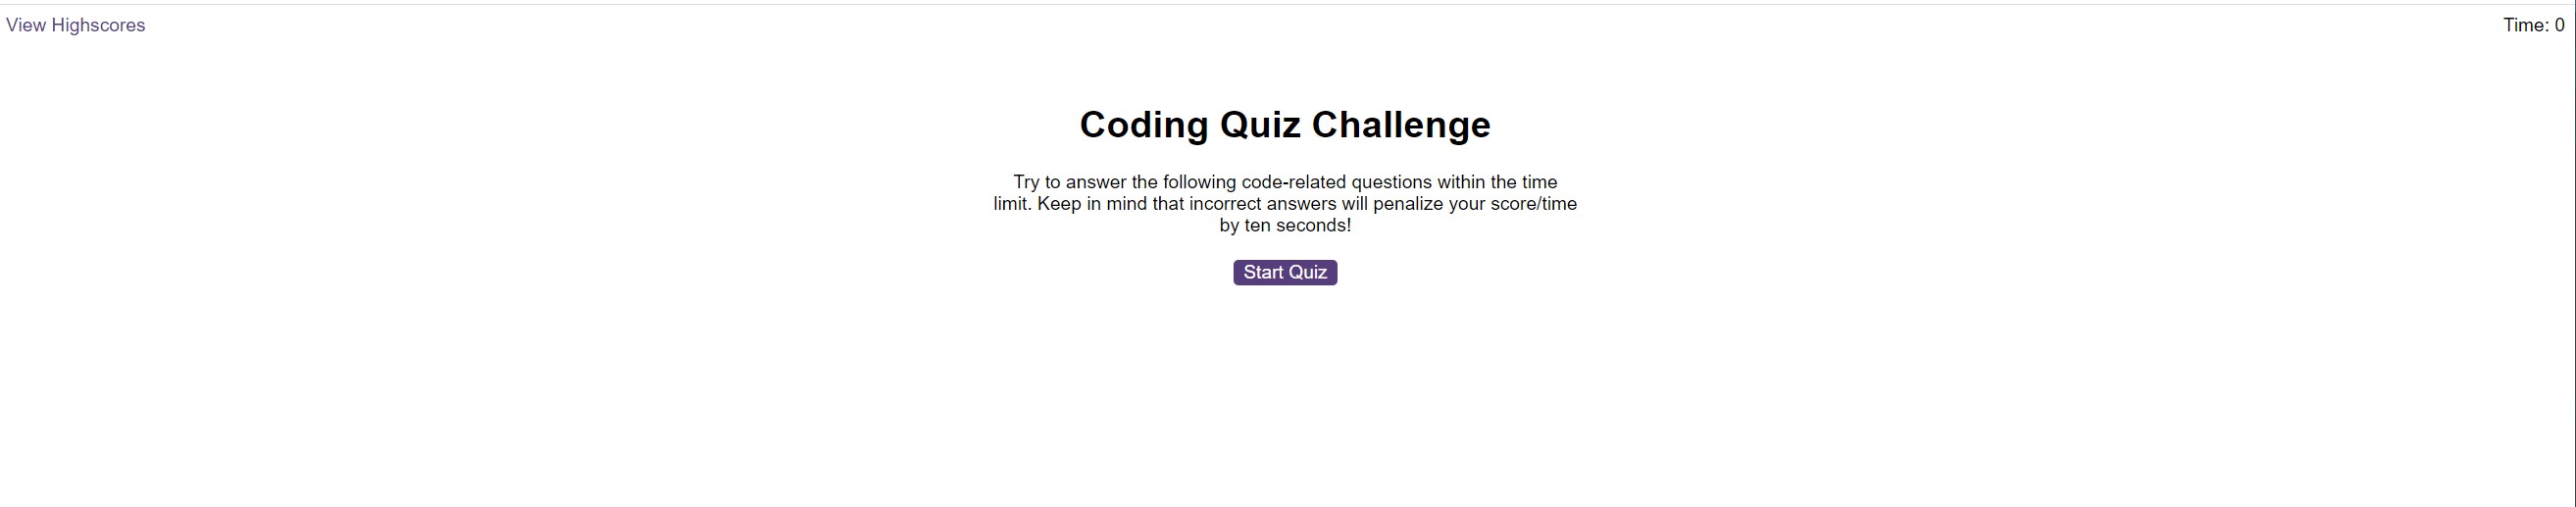 View Highscores
Time: 0
Coding Quiz Challenge
Try to answer the following code-related questions within the time
limit. Keep in mind that incorrect answers will penalize your score/time
by ten seconds!
Start Quiz